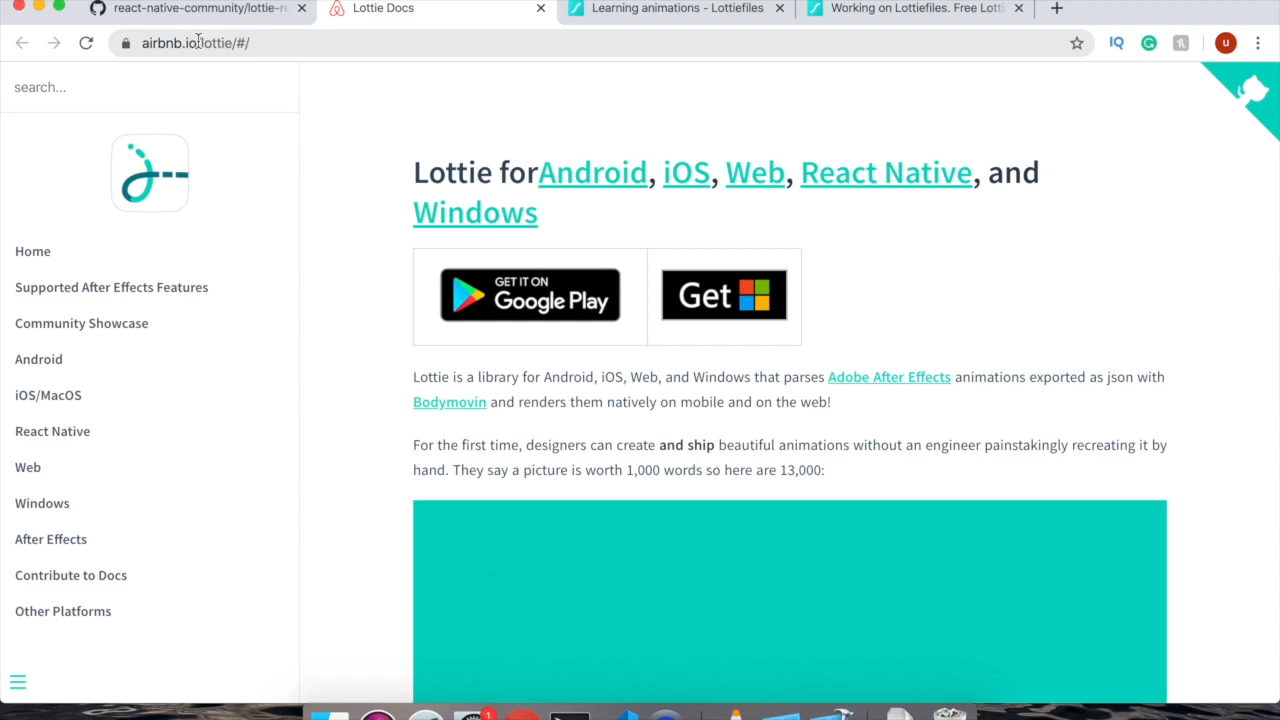 react-native-community/lottie-re
Lottie Docs
Learning animations - Lottiefiles
Working on Lottiefiles. Free Lotti
airbnb.io/lottie/#/
IQ
u
search...
Home
Supported After Effects Features
Community Showcase
Android
iOS/MacOS
React Native
Web
Windows
After Effects
Contribute to Docs
Other Platforms
Lottie forAndroid, iOS, Web, React Native, and
Windows
GET IT ON
Google Play
Get
Lottie is a library for Android, iOS, Web, and Windows that parses Adobe After Effects animations exported as json with
Bodymovin and renders them natively on mobile and on the web!
For the first time, designers can create and ship beautiful animations without an engineer painstakingly recreating it by
hand. They say a picture is worth 1,000 words so here are 13,000:
1